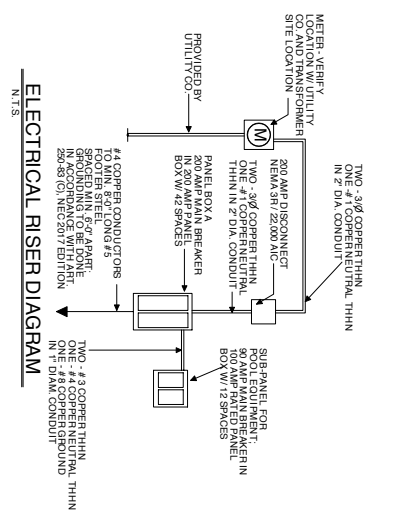 METER - VERIFY
LOCATION W/ UTILITY
CO. AND TRANSFORMER
SITE LOCATION
M
PROVIDED BY
UTILITY CO.
TWO - 3/0 COPPER THHN
ONE - # 1 COPPER NEUTRAL THHN
IN 2" DIA. CONDUIT
200 AMP DISCONNECT
NEMA 3R / 22,000 AIC
TWO - 3/0 COPPER THHN
ONE - # 1 COPPER NEUTRAL
THHN IN 2" DIA. CONDUIT
PANEL BOX A
200 AMP MAIN BREAKER
IN 200 AMP PANEL
BOX W/ 42 SPACES
# 4 COPPER CONDUCTORS
TO MIN. 8'-0" LONG # 5
FOOTER STEEL
SPACED MIN. 6'-0" APART:
GROUNDING TO BE DONE
IN ACCORDANCE WITH ART.
250-83 (C), NEC 2017 EDITION
SUB-PANEL FOR
POOL EQUIPMENT:
90 AMP MAIN BREAKER IN
100 AMP RATED PANEL
BOX W/ 12 SPACES
TWO - # 3 COPPER THHN
ONE - # 4 COPPER NEUTRAL THHN
ONE - # 8 COPPER GROUND
IN 1" DIAM. CONDUIT
ELECTRICAL RISER DIAGRAM
N.T.S.